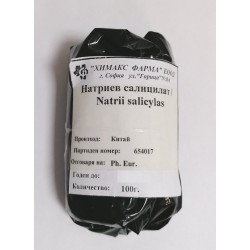 "ХИМАКС ФАРМА" ЕООД
г. София ул."Горица"
Натриев салицилат/
Natrii salicylas
Произход: Китай
Партиден номер: 654017
Отговаря на: Ph. Eur.
Годен до:
Количество: 100г.